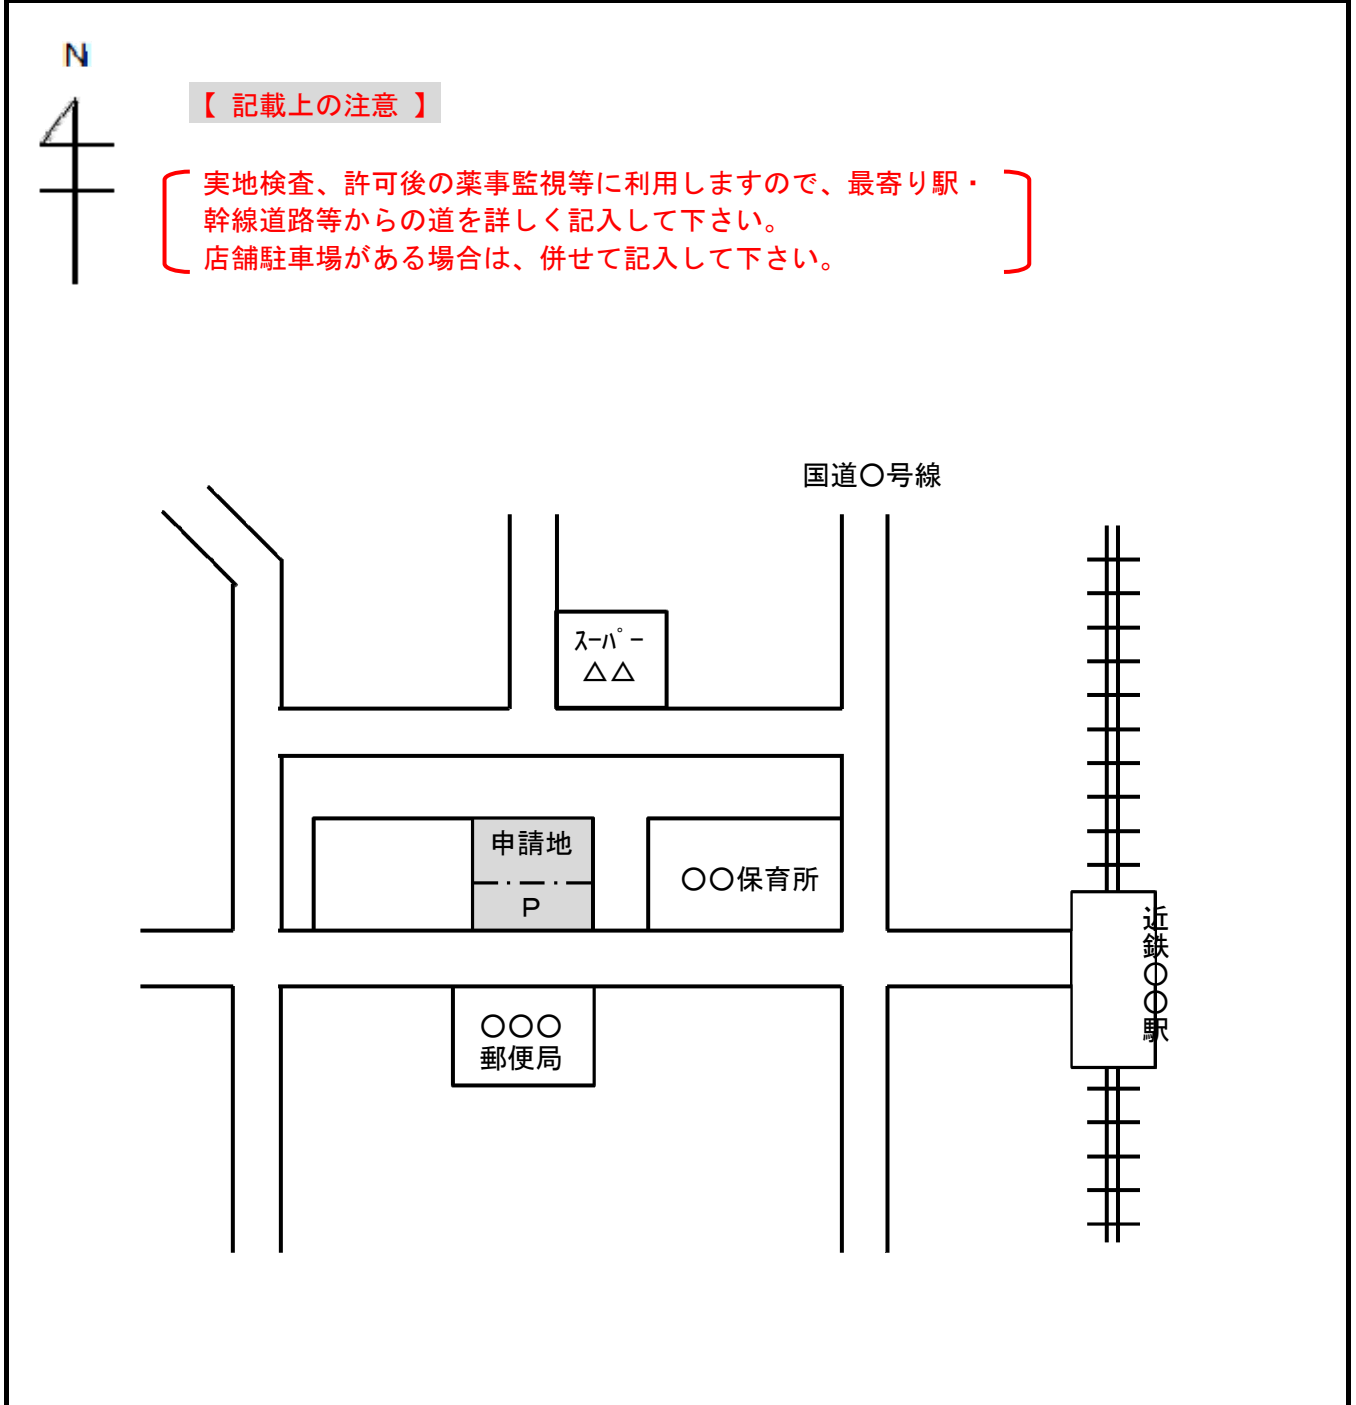 N
【 記載上の注意 】
実地検査、許可後の薬事監視等に利用しますので、最寄り駅・
幹線道路等からの道を詳しく記入して下さい。
店舗駐車場がある場合は、併せて記入して下さい。
国道〇号線
ｽｰﾊﾟｰ
△△
申請地
P
〇〇保育所
近鉄〇〇駅
〇〇〇
郵便局